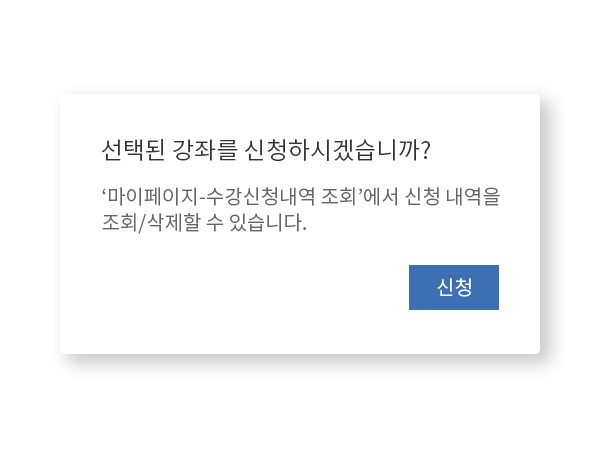 선택된 강좌를 신청하시겠습니까?
‘마이페이지-수강신청내역 조회’에서 신청 내역을
조회/삭제할 수 있습니다.
신청